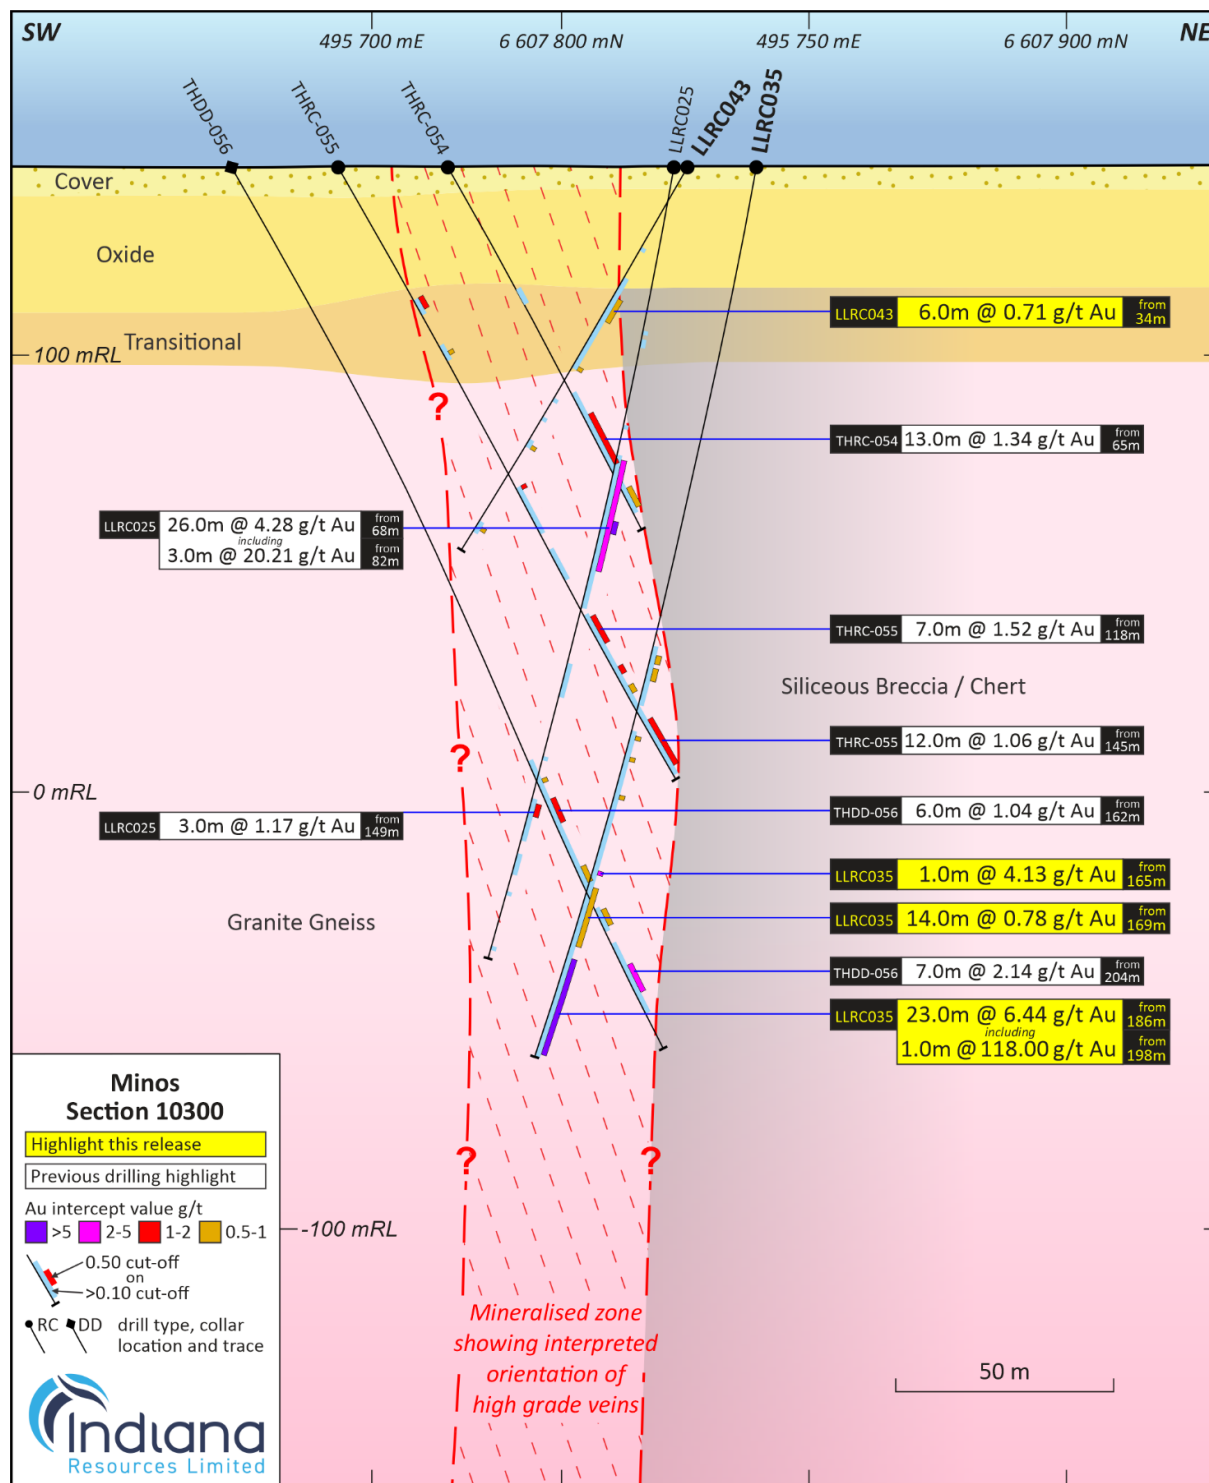 SW
495 700 mE
6 607 800 mN
495 750 mE
6 607 900 mN
NE
THDD-056
THRC-055
THRC-054
LLRC025
LLRC043
LLRC035
Cover
Oxide
Transitional
100 mRL
LLRC043 6.0m @ 0.71 g/t Au from 34m
THRC-054 13.0m @ 1.34 g/t Au from 65m
?
LLRC025 26.0m @ 4.28 g/t Au from 68m
including
3.0m @ 20.21 g/t Au from 82m
THRC-055 7.0m @ 1.52 g/t Au from 118m
Siliceous Breccia / Chert
THRC-055 12.0m @ 1.06 g/t Au from 145m
?
0 mRL
THDD-056 6.0m @ 1.04 g/t Au from 162m
LLRC025 3.0m @ 1.17 g/t Au from 149m
LLRC035 1.0m @ 4.13 g/t Au from 165m
LLRC035 14.0m @ 0.78 g/t Au from 169m
Granite Gneiss
THDD-056 7.0m @ 2.14 g/t Au from 204m
LLRC035 23.0m @ 6.44 g/t Au from 186m
including
1.0m @ 118.00 g/t Au from 198m
?
?
-100 mRL
Minos
Section 10300
Highlight this release
Previous drilling highlight
Au intercept value g/t
>5 2-5 1-2 0.5-1
0.50 cut-off
on
>0.10 cut-off
RC DD drill type, collar
location and trace
Indiana
Resources Limited
Mineralised zone
showing interpreted
orientation of
high grade veins
50 m